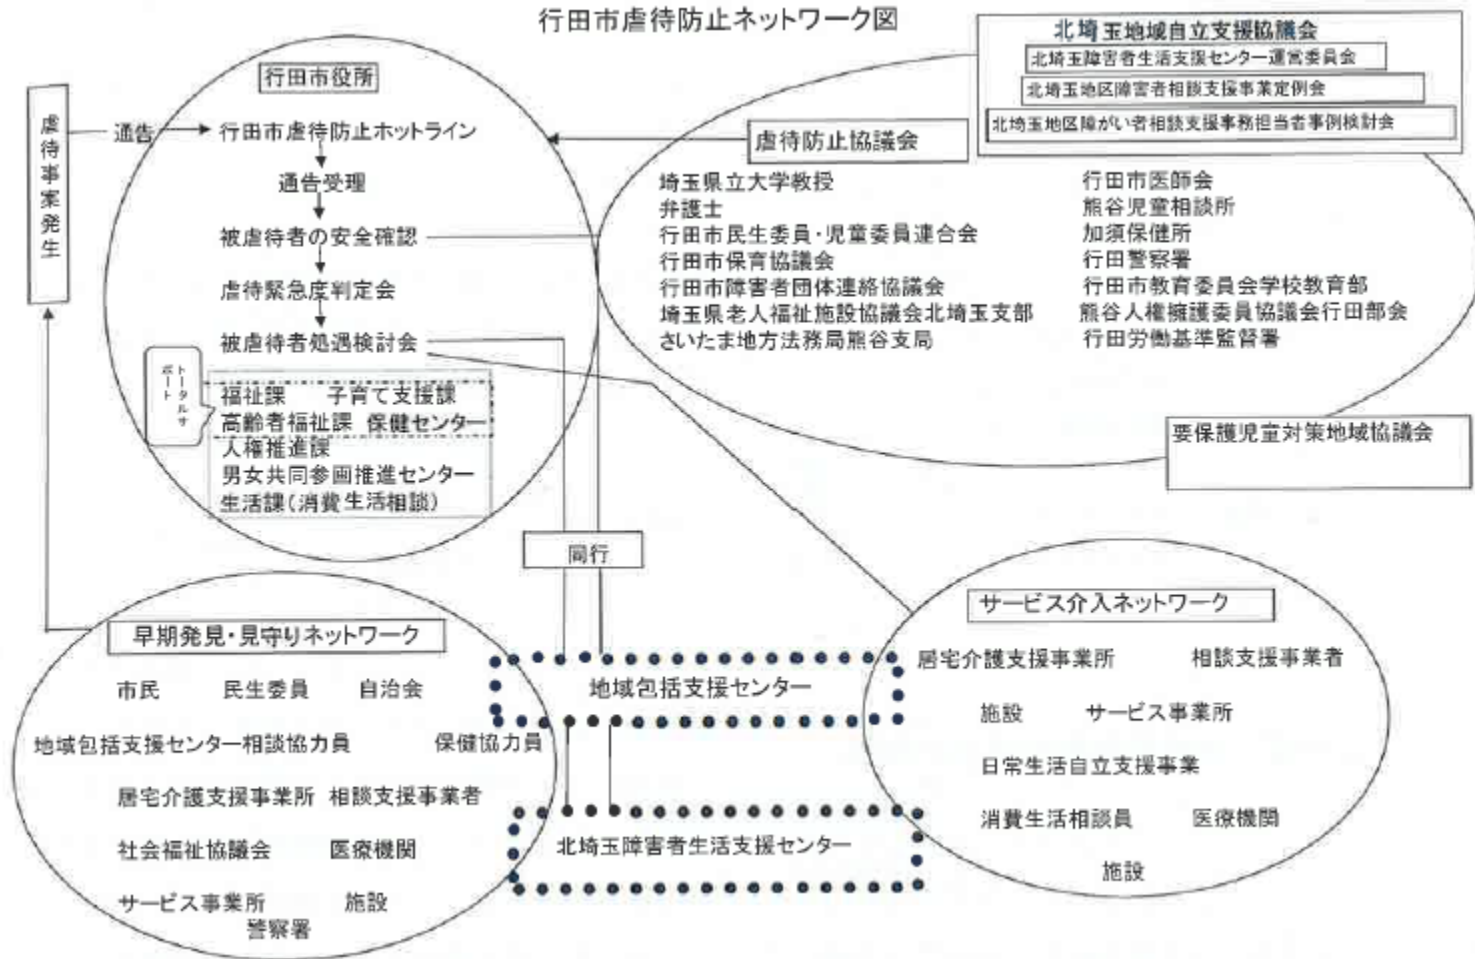 行田市虐待防止ネットワーク図
北埼玉地域自立支援協議会
北埼玉障害者生活支援センター運営委員会
北埼玉地区障害者相談支援事業定例会
北埼玉地区障がい者相談支援事務担当者事例検討会
行田市役所
虐待事案発生
通告
行田市虐待防止ホットライン
通告受理
被虐待者の安全確認
虐待緊急度判定会
被虐待者処遇検討会
トータルサポート
福祉課 子育て支援課
高齢者福祉課 保健センター
人権推進課
男女共同参画推進センター
生活課(消費生活相談)
虐待防止協議会
埼玉県立大学教授
弁護士
行田市民生委員・児童委員連合会
行田市保育協議会
行田市障害者団体連絡協議会
埼玉県老人福祉施設協議会北埼玉支部
さいたま地方法務局熊谷支局
行田市医師会
熊谷児童相談所
加須保健所
行田警察署
行田市教育委員会学校教育部
熊谷人権擁護委員協議会行田部会
行田労働基準監督署
要保護児童対策地域協議会
同行
早期発見・見守りネットワーク
市民 民生委員 自治会
地域包括支援センター相談協力員 保健協力員
居宅介護支援事業所 相談支援事業者
社会福祉協議会 医療機関
サービス事業所 施設
警察署
地域包括支援センター
北埼玉障害者生活支援センター
サービス介入ネットワーク
居宅介護支援事業所 相談支援事業者
施設 サービス事業所
日常生活自立支援事業
消費生活相談員 医療機関
施設